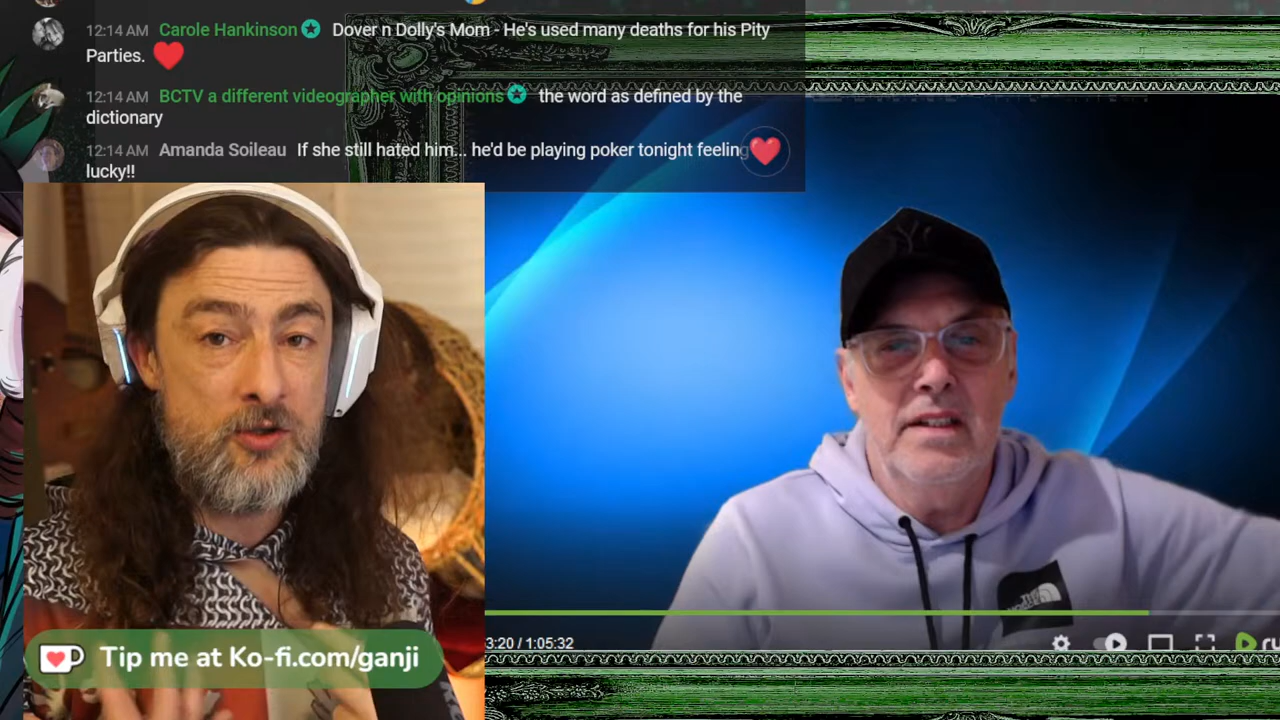 12:14 AM Carole Hankinson Dover n Dolly's Mom - He's used many deaths for his Pity
Parties.
12:14 AM BCTV a different videographer with opinions the word as defined by the
dictionary
12:14 AM Amanda Soileau If she still hated him... he'd be playing poker tonight feeling
lucky!!
Tip me at Ko-fi.com/ganji
3:20 / 1:05:32